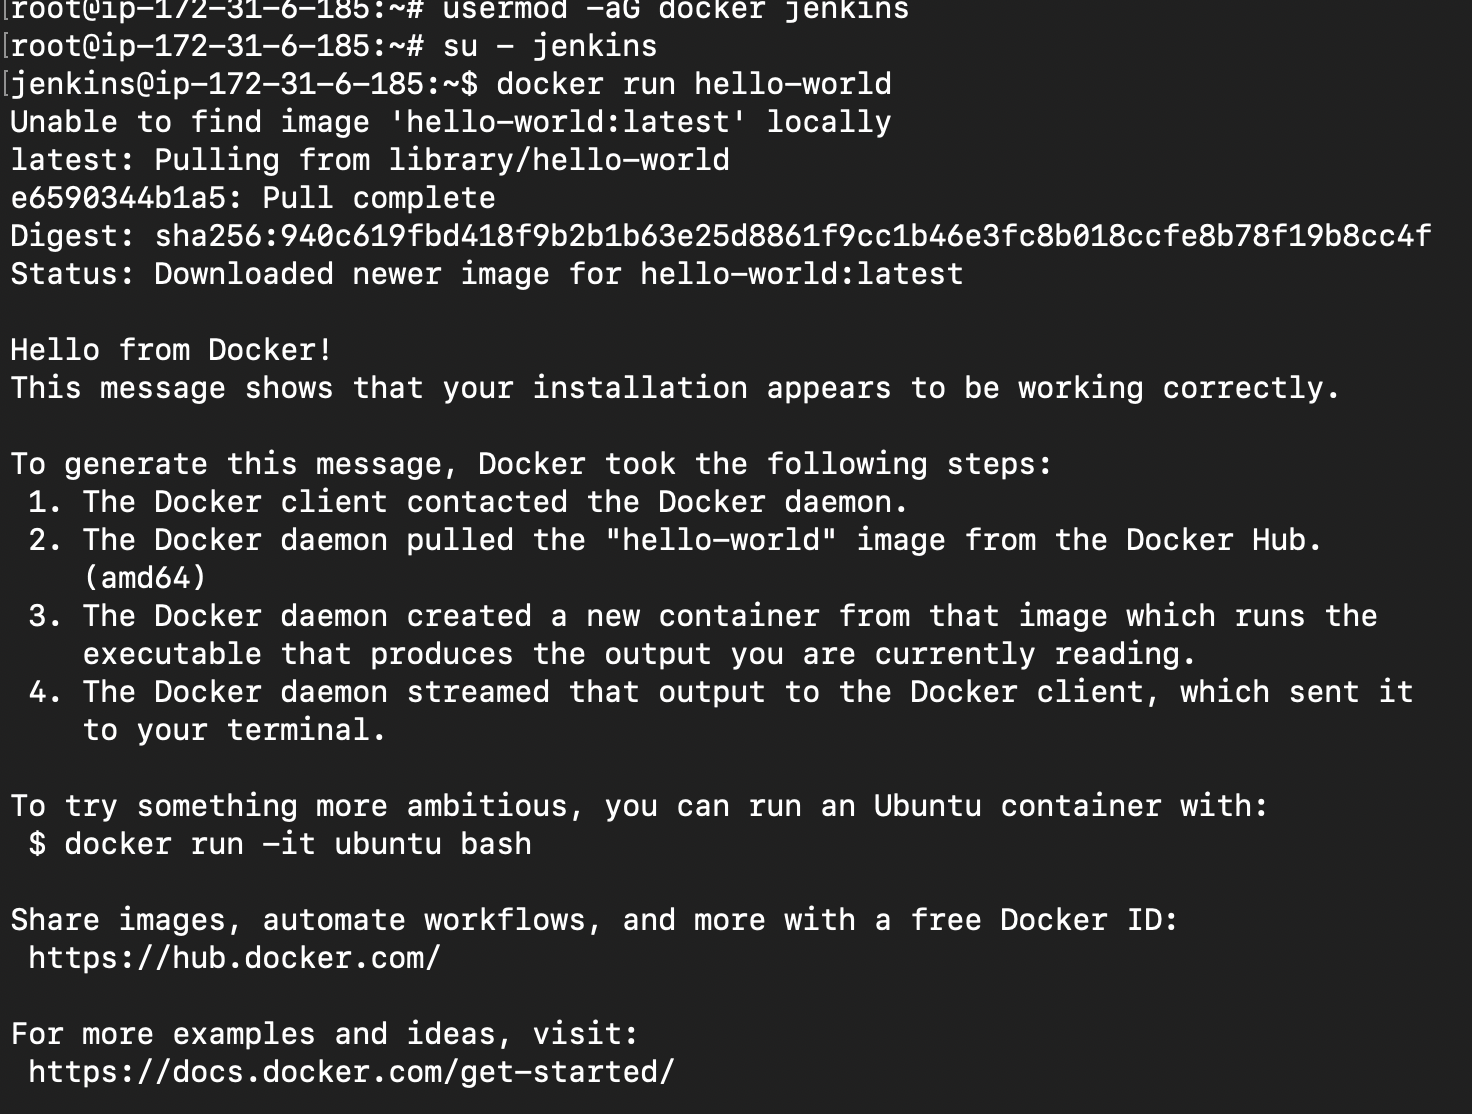 [root@ip-172-31-6-185:~# usermod -aG docker jenkins
[root@ip-172-31-6-185:~# su - jenkins
[jenkins@ip-172-31-6-185:~$ docker run hello-world
Unable to find image 'hello-world:latest' locally
latest: Pulling from library/hello-world
e6590344b1a5: Pull complete
Digest: sha256:940c619fbd418f9b2b1b63e25d8861f9cc1b46e3fc8b018ccfe8b78f19b8cc4f
Status: Downloaded newer image for hello-world:latest

Hello from Docker!
This message shows that your installation appears to be working correctly.

To generate this message, Docker took the following steps:
 1. The Docker client contacted the Docker daemon.
 2. The Docker daemon pulled the "hello-world" image from the Docker Hub.
    (amd64)
 3. The Docker daemon created a new container from that image which runs the
    executable that produces the output you are currently reading.
 4. The Docker daemon streamed that output to the Docker client, which sent it
    to your terminal.

To try something more ambitious, you can run an Ubuntu container with:
 $ docker run -it ubuntu bash

Share images, automate workflows, and more with a free Docker ID:
 https://hub.docker.com/

For more examples and ideas, visit:
 https://docs.docker.com/get-started/